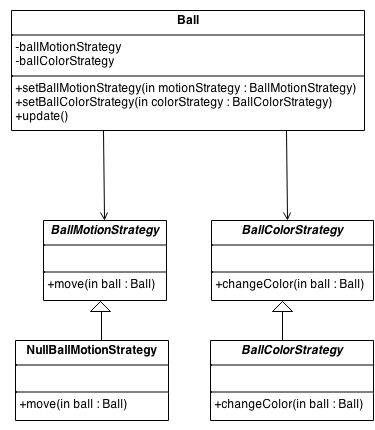 Ball
-ballMotionStrategy
-ballColorStrategy
+setBallMotionStrategy(in motionStrategy : BallMotionStrategy)
+setBallColorStrategy(in colorStrategy : BallColorStrategy)
+update()
BallMotionStrategy
+move(in ball : Ball)
BallColorStrategy
+changeColor(in ball : Ball)
NullBallMotionStrategy
+move(in ball : Ball)
BallColorStrategy
+changeColor(in ball : Ball)